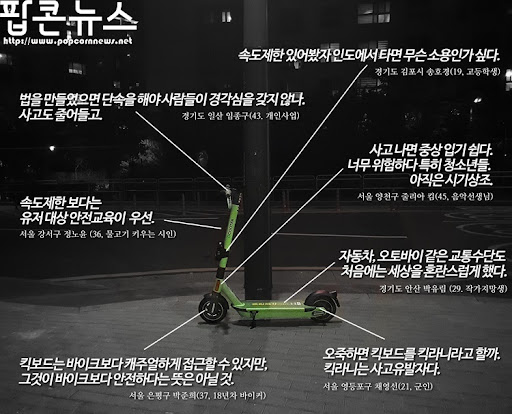 팝콘뉴스
https://www.popcornnews.net
속도제한 있어봤자 인도에서 타면 무슨 소용인가 싶다.
경기도 김포시 송호경(19, 고등학생)
법을 만들었으면 단속을 해야 사람들이 경각심을 갖지 않나.
사고도 줄어들고.
경기도 일산 임종구(43, 개인사업)
사고 나면 중상 입기 쉽다.
너무 위험하다 특히 청소년들.
아직은 시기상조.
서울 양천구 줄리아 킴(45, 음악선생님)
속도제한 보다는
유저 대상 안전교육이 우선.
서울 강서구 정노윤 (36, 물고기 키우는 시인)
자동차, 오토바이 같은 교통수단도
처음에는 세상을 혼란스럽게 했다.
경기도 안산 박유림 (29, 작가지망생)
킥보드는 바이크보다 캐주얼하게 접근할 수 있지만,
그것이 바이크보다 안전하다는 뜻은 아닐 것.
서울 은평구 박준희(37, 18년차 바이커)
오죽하면 킥보드를 킥라니라고 할까.
킥라니는 사고유발자다.
서울 영등포구 채영선(21, 군인)